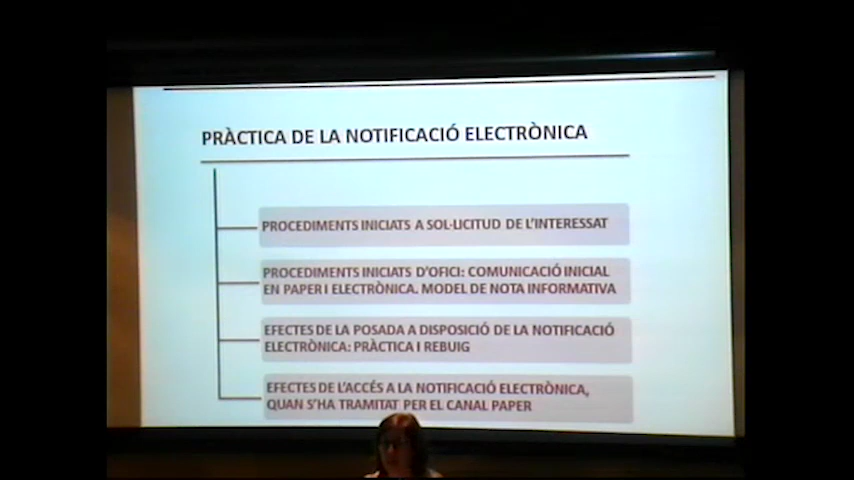 PRÀCTICA DE LA NOTIFICACIÓ ELECTRÒNICA
PROCEDIMENTS INICIATS A SOL·LICITUD DE L'INTERESSAT
PROCEDIMENTS INICIATS D'OFICI: COMUNICACIÓ INICIAL
EN PAPER I ELECTRÒNICA. MODEL DE NOTA INFORMATIVA
EFECTES DE LA POSADA A DISPOSICIÓ DE LA NOTIFICACIÓ
ELECTRÒNICA: PRÀCTICA I REBUIG
EFECTES DE L'ACCÉS A LA NOTIFICACIÓ ELECTRÒNICA,
QUAN S'HA TRAMITAT PER EL CANAL PAPER